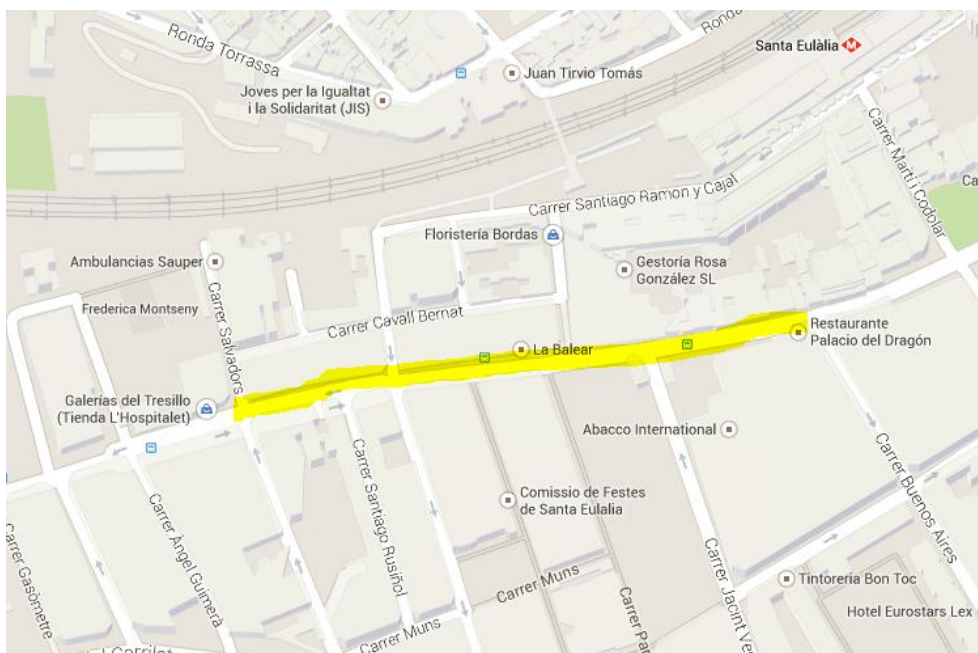 Ronda Torrassa
Ronda
Santa Eulàlia
M
Juan Tirvio Tomás
Joves per la Igualtat
i la Solidaritat (JIS)
Carrer Martí i Codolar
Ca
Carrer Santiago Ramon y Cajal
Floristería Bordas
Ambulancias Sauper
Gestoría Rosa
González SL
Frederica Montseny
Carrer Salvadors
Carrer Cavall Bernat
Restaurante
Palacio del Dragón
La Balear
Galerías del Tresillo
(Tienda L'Hospitalet)
Abacco International
Carrer Santiago Rusiñol
Carrer Buenos Aires
Comissio de Festes
de Santa Eulalia
Carrer Àngel Guimerà
Carrer Gasòmetre
Carrer Muns
Carrer Jacint Ve
Tintoreria Bon Toc
Carrer Par
Hotel Eurostars Lex
Carrer Muns